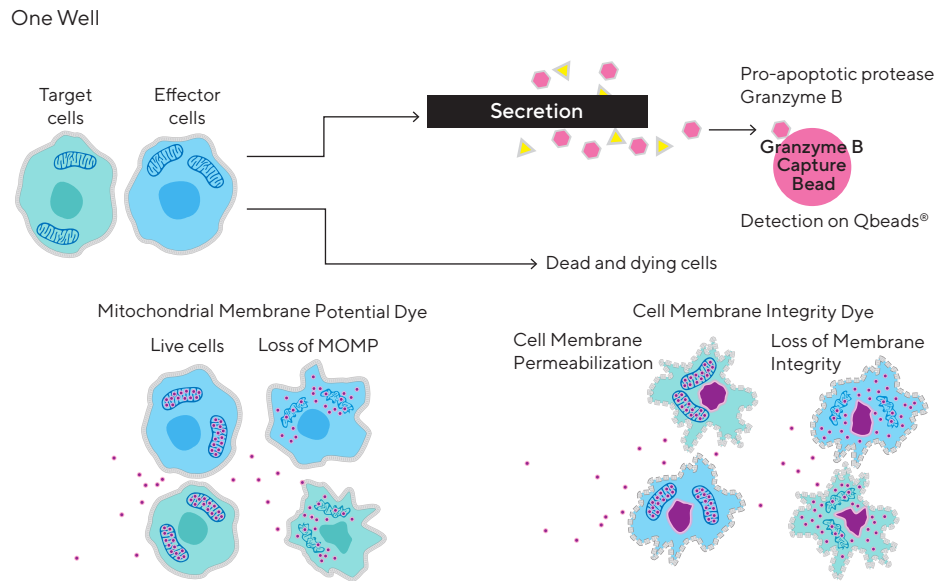 One Well
Target
cells
Effector
cells
Secretion
Pro-apoptotic protease
Granzyme B
Granzyme B
Capture
Bead
Detection on Qbeads®
Dead and dying cells
Mitochondrial Membrane Potential Dye
Live cells
Loss of MOMP
Cell Membrane Integrity Dye
Cell Membrane
Permeabilization
Loss of Membrane
Integrity